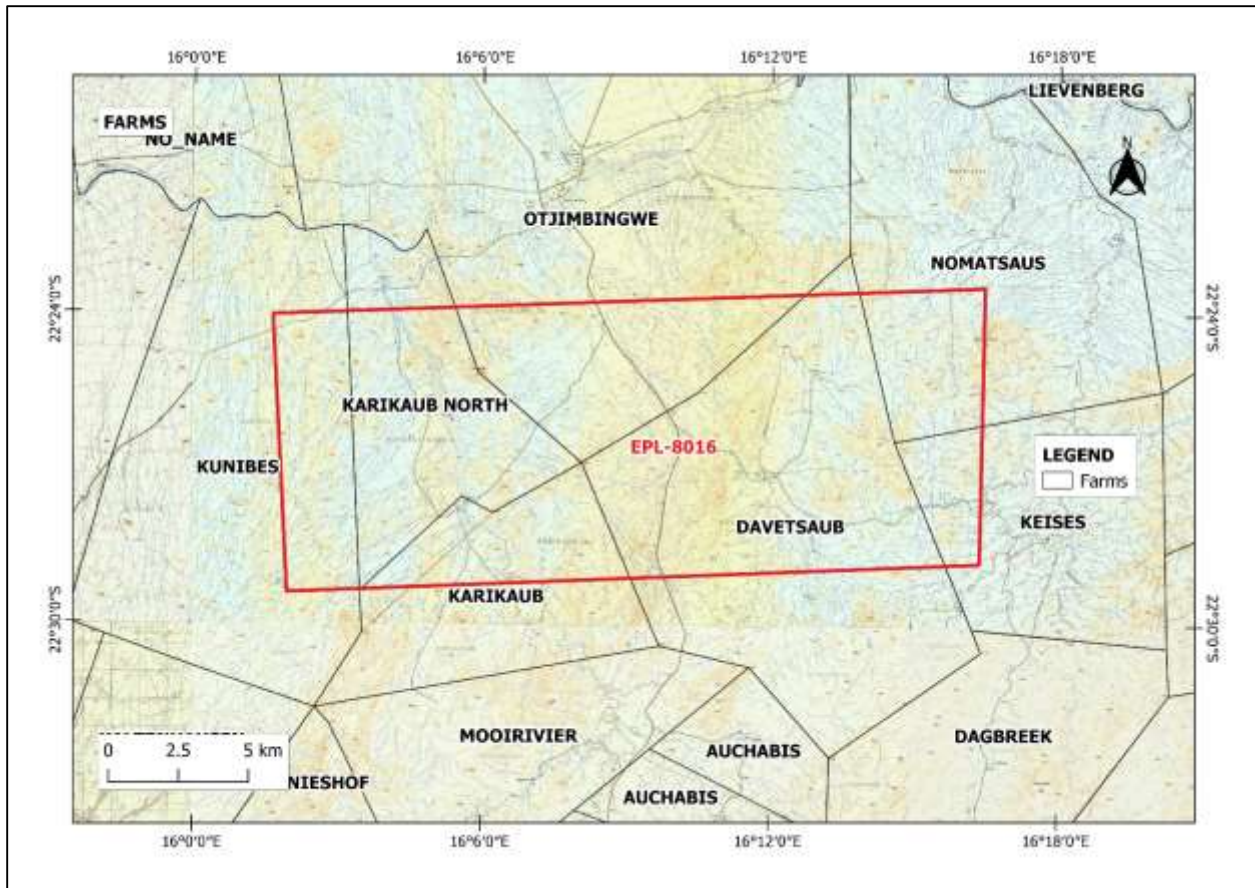 16°0'0"E
16°6'0"E
16°12'0"E
16°18'0"E
LIEVENBERG
FARMS
NO_NAME
N
OTJIMBINGWE
NOMATSAUS
22°24'0"S
22°24'0"S
KARIKAUB NORTH
EPL-8016
KUNIBES
LEGEND
Farms
DAVETSAUB
KEISES
KARIKAUB
22°30'0"S
22°30'0"S
MOOIRIVIER
AUCHABIS
DAGBREEK
0 2.5 5 km
NIESHOF
AUCHABIS
16°0'0"E
16°6'0"E
16°12'0"E
16°18'0"E